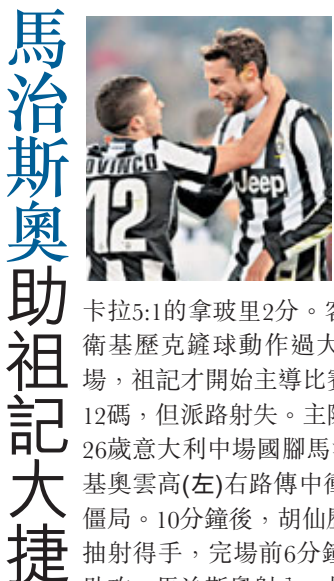 馬治斯奧助祖記大捷
OVINCO
12
Jeep
卡拉5:1的拿玻里2分。客
衛基歷克鏟球動作過大
場，祖記才開始主導比賽
12碼，但派路射失。主隊
26歲意大利中場國腳馬
基奧雲高(左)右路傳中衝
僵局。10分鐘後，胡仙
抽射得手，完場前6分鐘